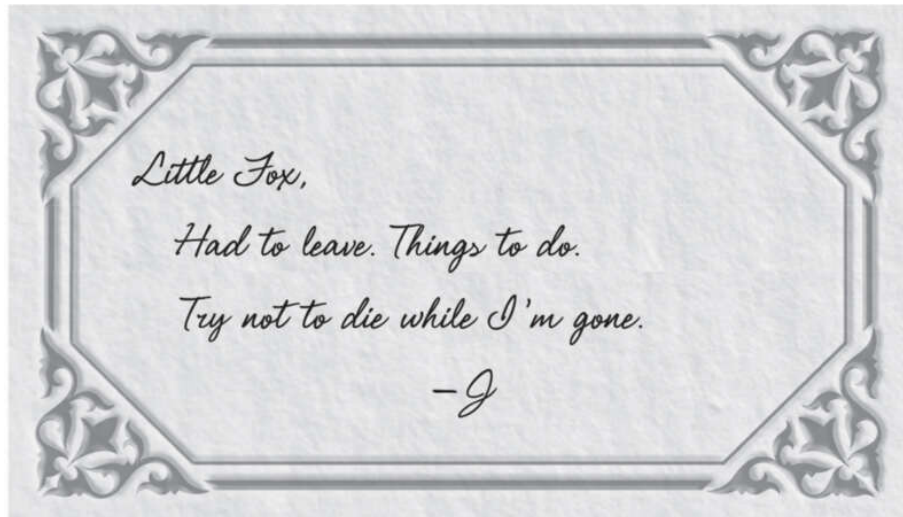 Little Fox,
Had to leave. Things to do.
Try not to die while I'm gone.
–J